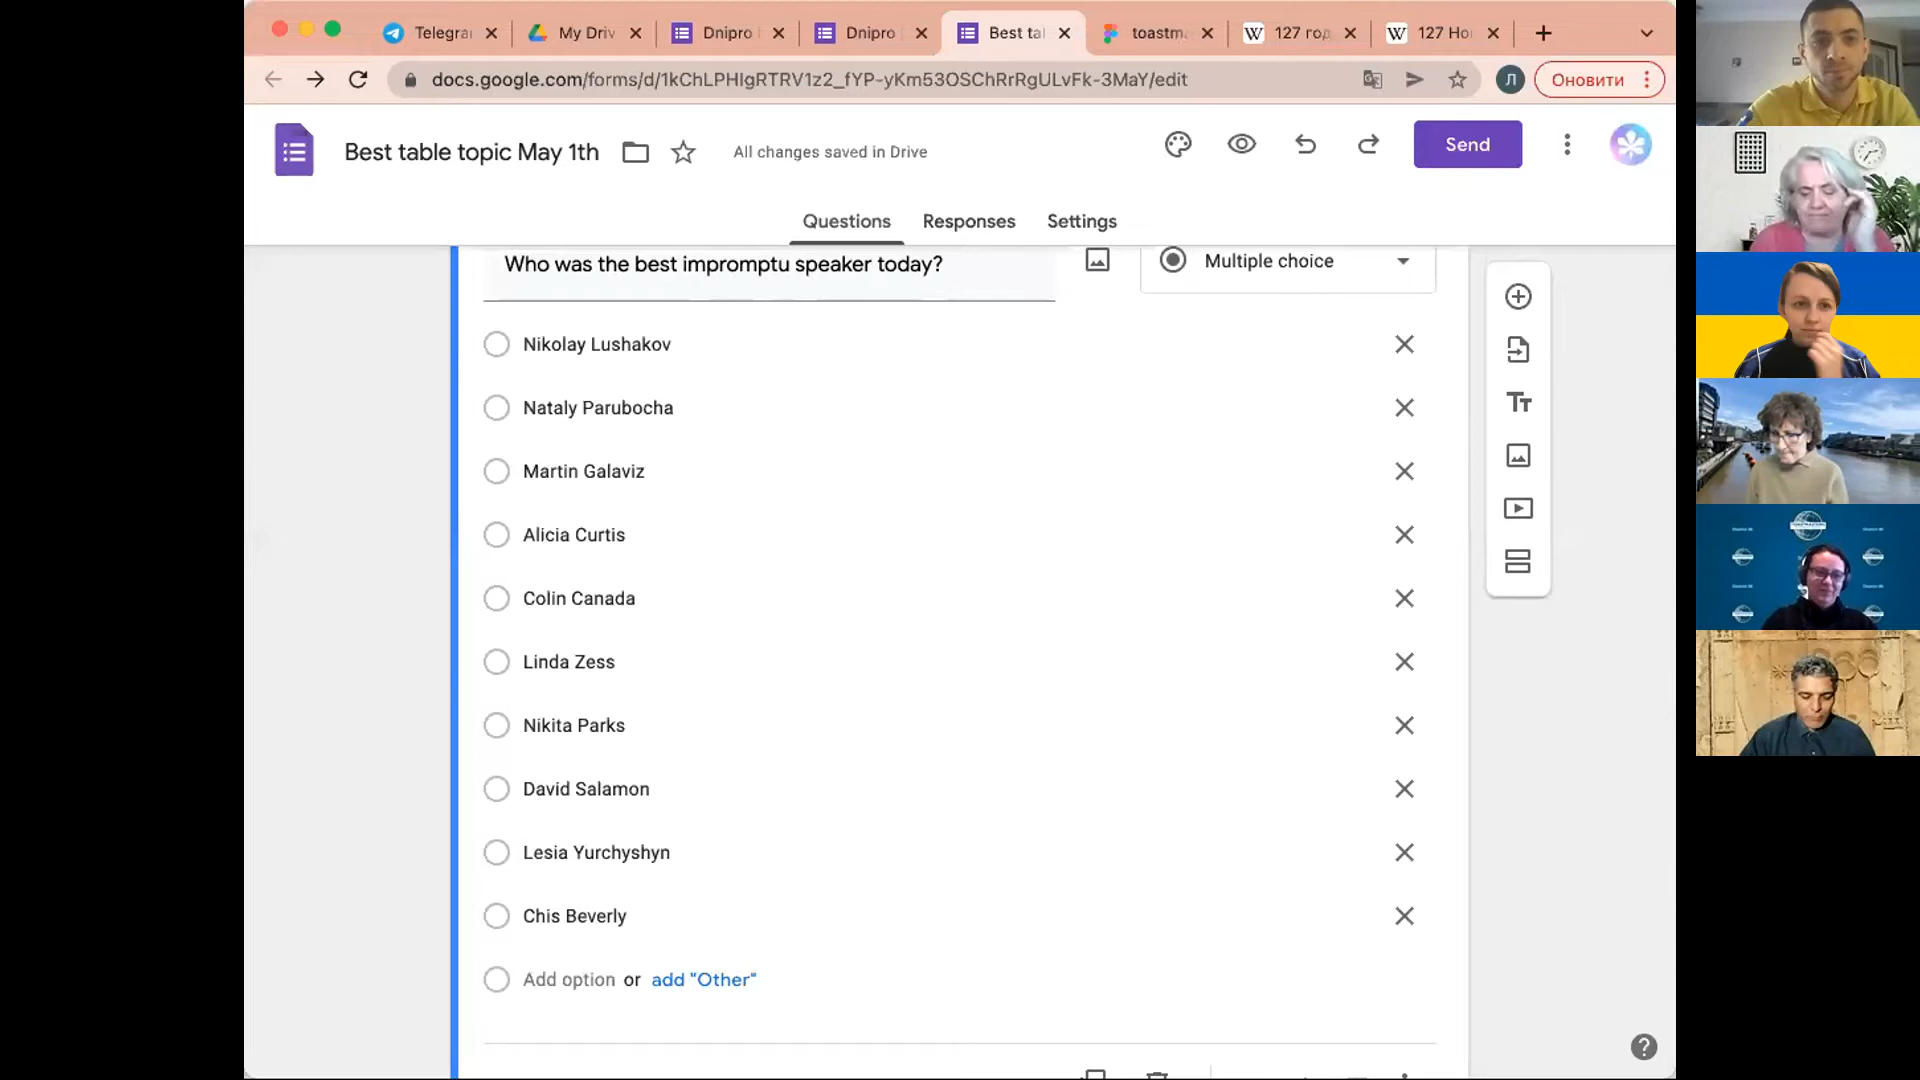 Telegra
My Driv
Dnipro
Dnipro
Best tal
toastma
127 год
127 Ho
docs.google.com/forms/d/1kChLPHIgRTRV1z2_fYP-yKm53OSChRrRgULvFk-3MaY/edit
Л
Оновити
Best table topic May 1th
All changes saved in Drive
Send
Questions
Responses
Settings
Who was the best impromptu speaker today?
Multiple choice
Nikolay Lushakov
Nataly Parubocha
Martin Galaviz
Alicia Curtis
Colin Canada
Linda Zess
Nikita Parks
David Salamon
Lesia Yurchyshyn
Chis Beverly
Add option or add "Other"